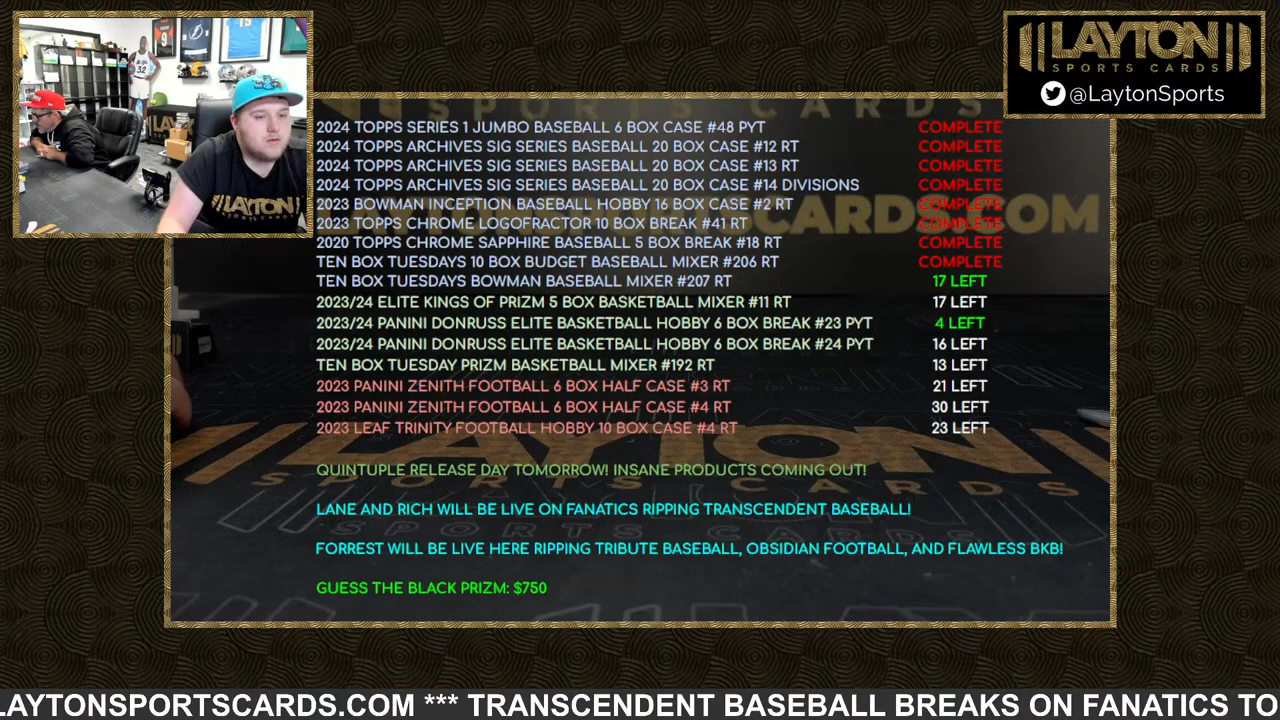 LAYTON
SPORTS CARDS
@LaytonSports
2024 TOPPS SERIES 1 JUMBO BASEBALL 6 BOX CASE #48 PYT COMPLETE
2024 TOPPS ARCHIVES SIG SERIES BASEBALL 20 BOX CASE #12 RT COMPLETE
2024 TOPPS ARCHIVES SIG SERIES BASEBALL 20 BOX CASE #13 RT COMPLETE
2024 TOPPS ARCHIVES SIG SERIES BASEBALL 20 BOX CASE #14 DIVISIONS COMPLETE
2023 BOWMAN INCEPTION BASEBALL HOBBY 16 BOX CASE #2 RT COMPLETE
2023 TOPPS CHROME LOGOFRACTOR 10 BOX BREAK #41 RT COMPLETE
2020 TOPPS CHROME SAPPHIRE BASEBALL 5 BOX BREAK #18 RT COMPLETE
TEN BOX TUESDAYS 10 BOX BUDGET BASEBALL MIXER #206 RT COMPLETE
TEN BOX TUESDAYS BOWMAN BASEBALL MIXER #207 RT 17 LEFT
2023/24 ELITE KINGS OF PRIZM 5 BOX BASKETBALL MIXER #11 RT 17 LEFT
2023/24 PANINI DONRUSS ELITE BASKETBALL HOBBY 6 BOX BREAK #23 PYT 4 LEFT
2023/24 PANINI DONRUSS ELITE BASKETBALL HOBBY 6 BOX BREAK #24 PYT 16 LEFT
TEN BOX TUESDAY PRIZM BASKETBALL MIXER #192 RT 13 LEFT
2023 PANINI ZENITH FOOTBALL 6 BOX HALF CASE #3 RT 21 LEFT
2023 PANINI ZENITH FOOTBALL 6 BOX HALF CASE #4 RT 30 LEFT
2023 LEAF TRINITY FOOTBALL HOBBY 10 BOX CASE #4 RT 23 LEFT
QUINTUPLE RELEASE DAY TOMORROW! INSANE PRODUCTS COMING OUT!
LANE AND RICH WILL BE LIVE ON FANATICS RIPPING TRANSCENDENT BASEBALL!
FORREST WILL BE LIVE HERE RIPPING TRIBUTE BASEBALL, OBSIDIAN FOOTBALL, AND FLAWLESS BKB!
GUESS THE BLACK PRIZM: $750
LAYTON
SPORTS CARDS
CARDS.COM
LAYTON
LAYTONSPORTSCARDS.COM *** TRANSCENDENT BASEBALL BREAKS ON FANATICS TO